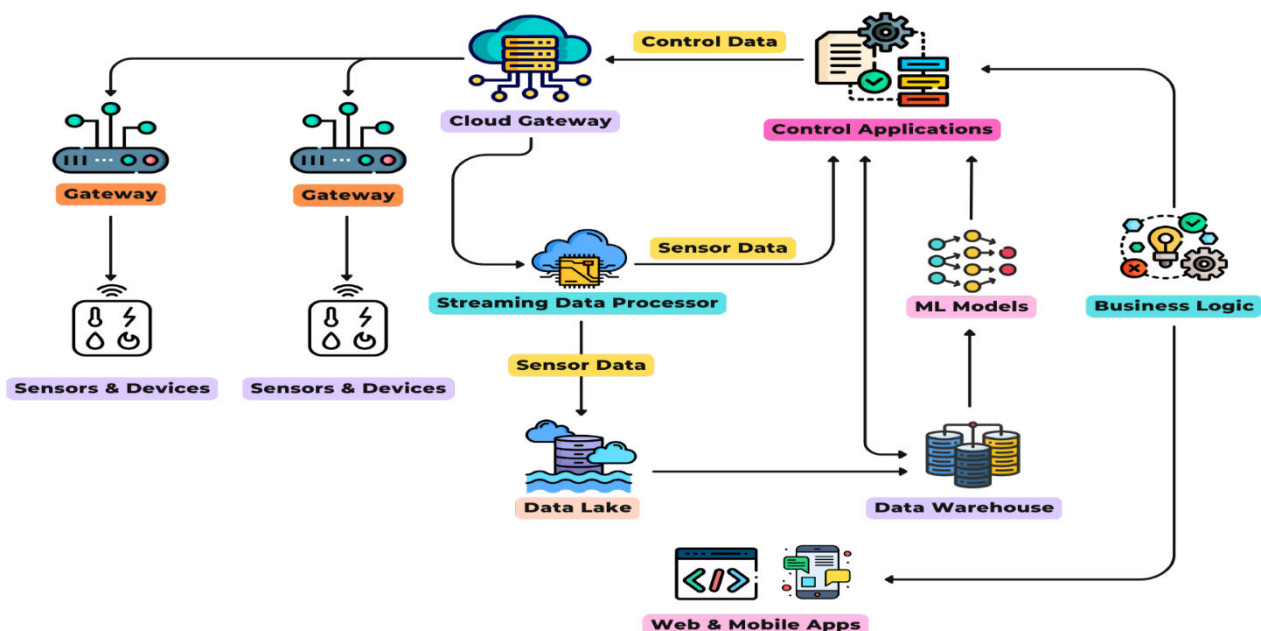 Control Data
Cloud Gateway
Control Applications
Gateway
Gateway
Sensor Data
Streaming Data Processor
ML Models
Business Logic
Sensor Data
Sensors & Devices
Sensors & Devices
Data Lake
Data Warehouse
Web & Mobile Apps